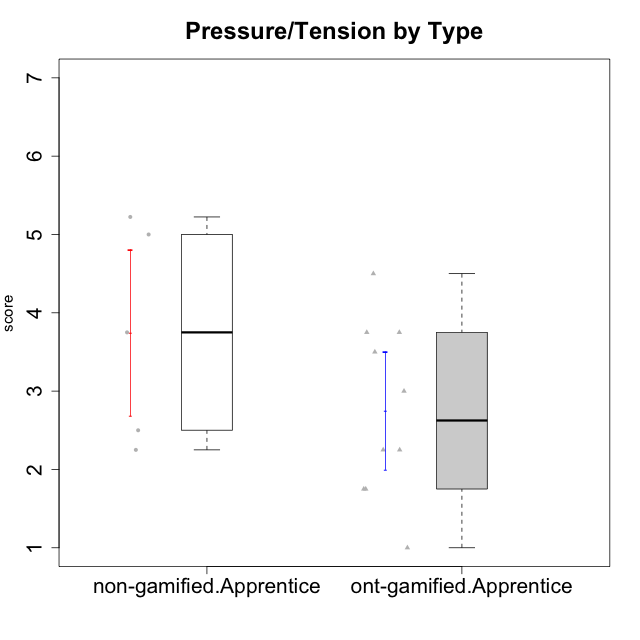 Pressure/Tension by Type
7
6
5
4
3
2
1
score
non-gamified.Apprentice
ont-gamified.Apprentice